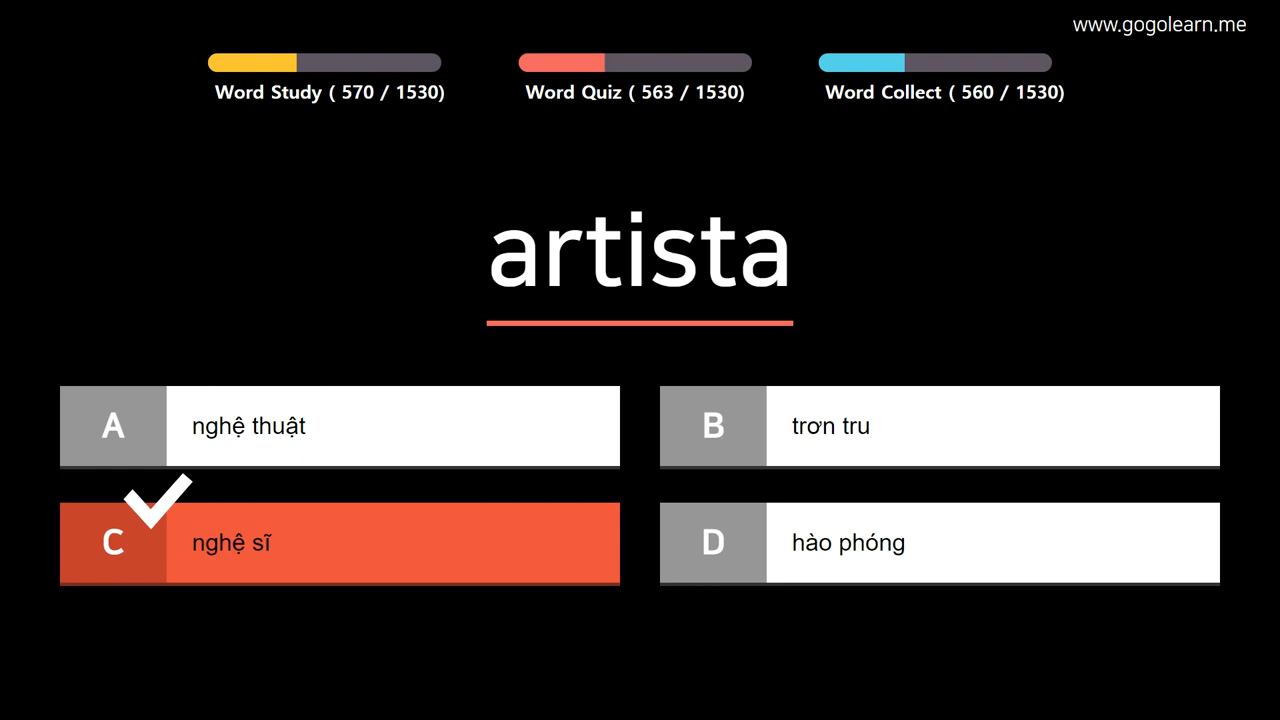 www.gogolearn.me
Word Study ( 570 / 1530)
Word Quiz ( 563 / 1530)
Word Collect ( 560 / 1530)
artista
A nghệ thuật
B trơn tru
C nghệ sĩ
D hào phóng